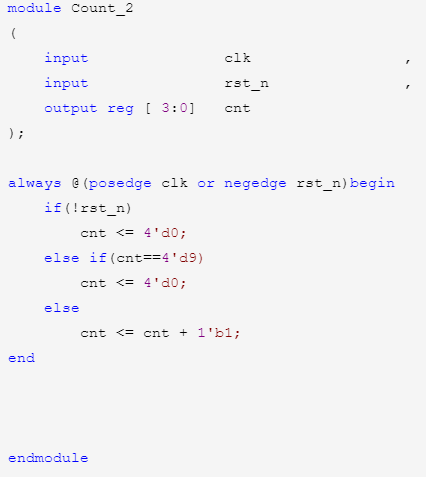 module Count_2
(
    input               clk                 ,
    input               rst_n               ,
    output reg [ 3:0]   cnt
);

always @(posedge clk or negedge rst_n)begin
    if(!rst_n)
        cnt <= 4'd0;
    else if(cnt==4'd9)
        cnt <= 4'd0;
    else
        cnt <= cnt + 1'b1;
end

endmodule